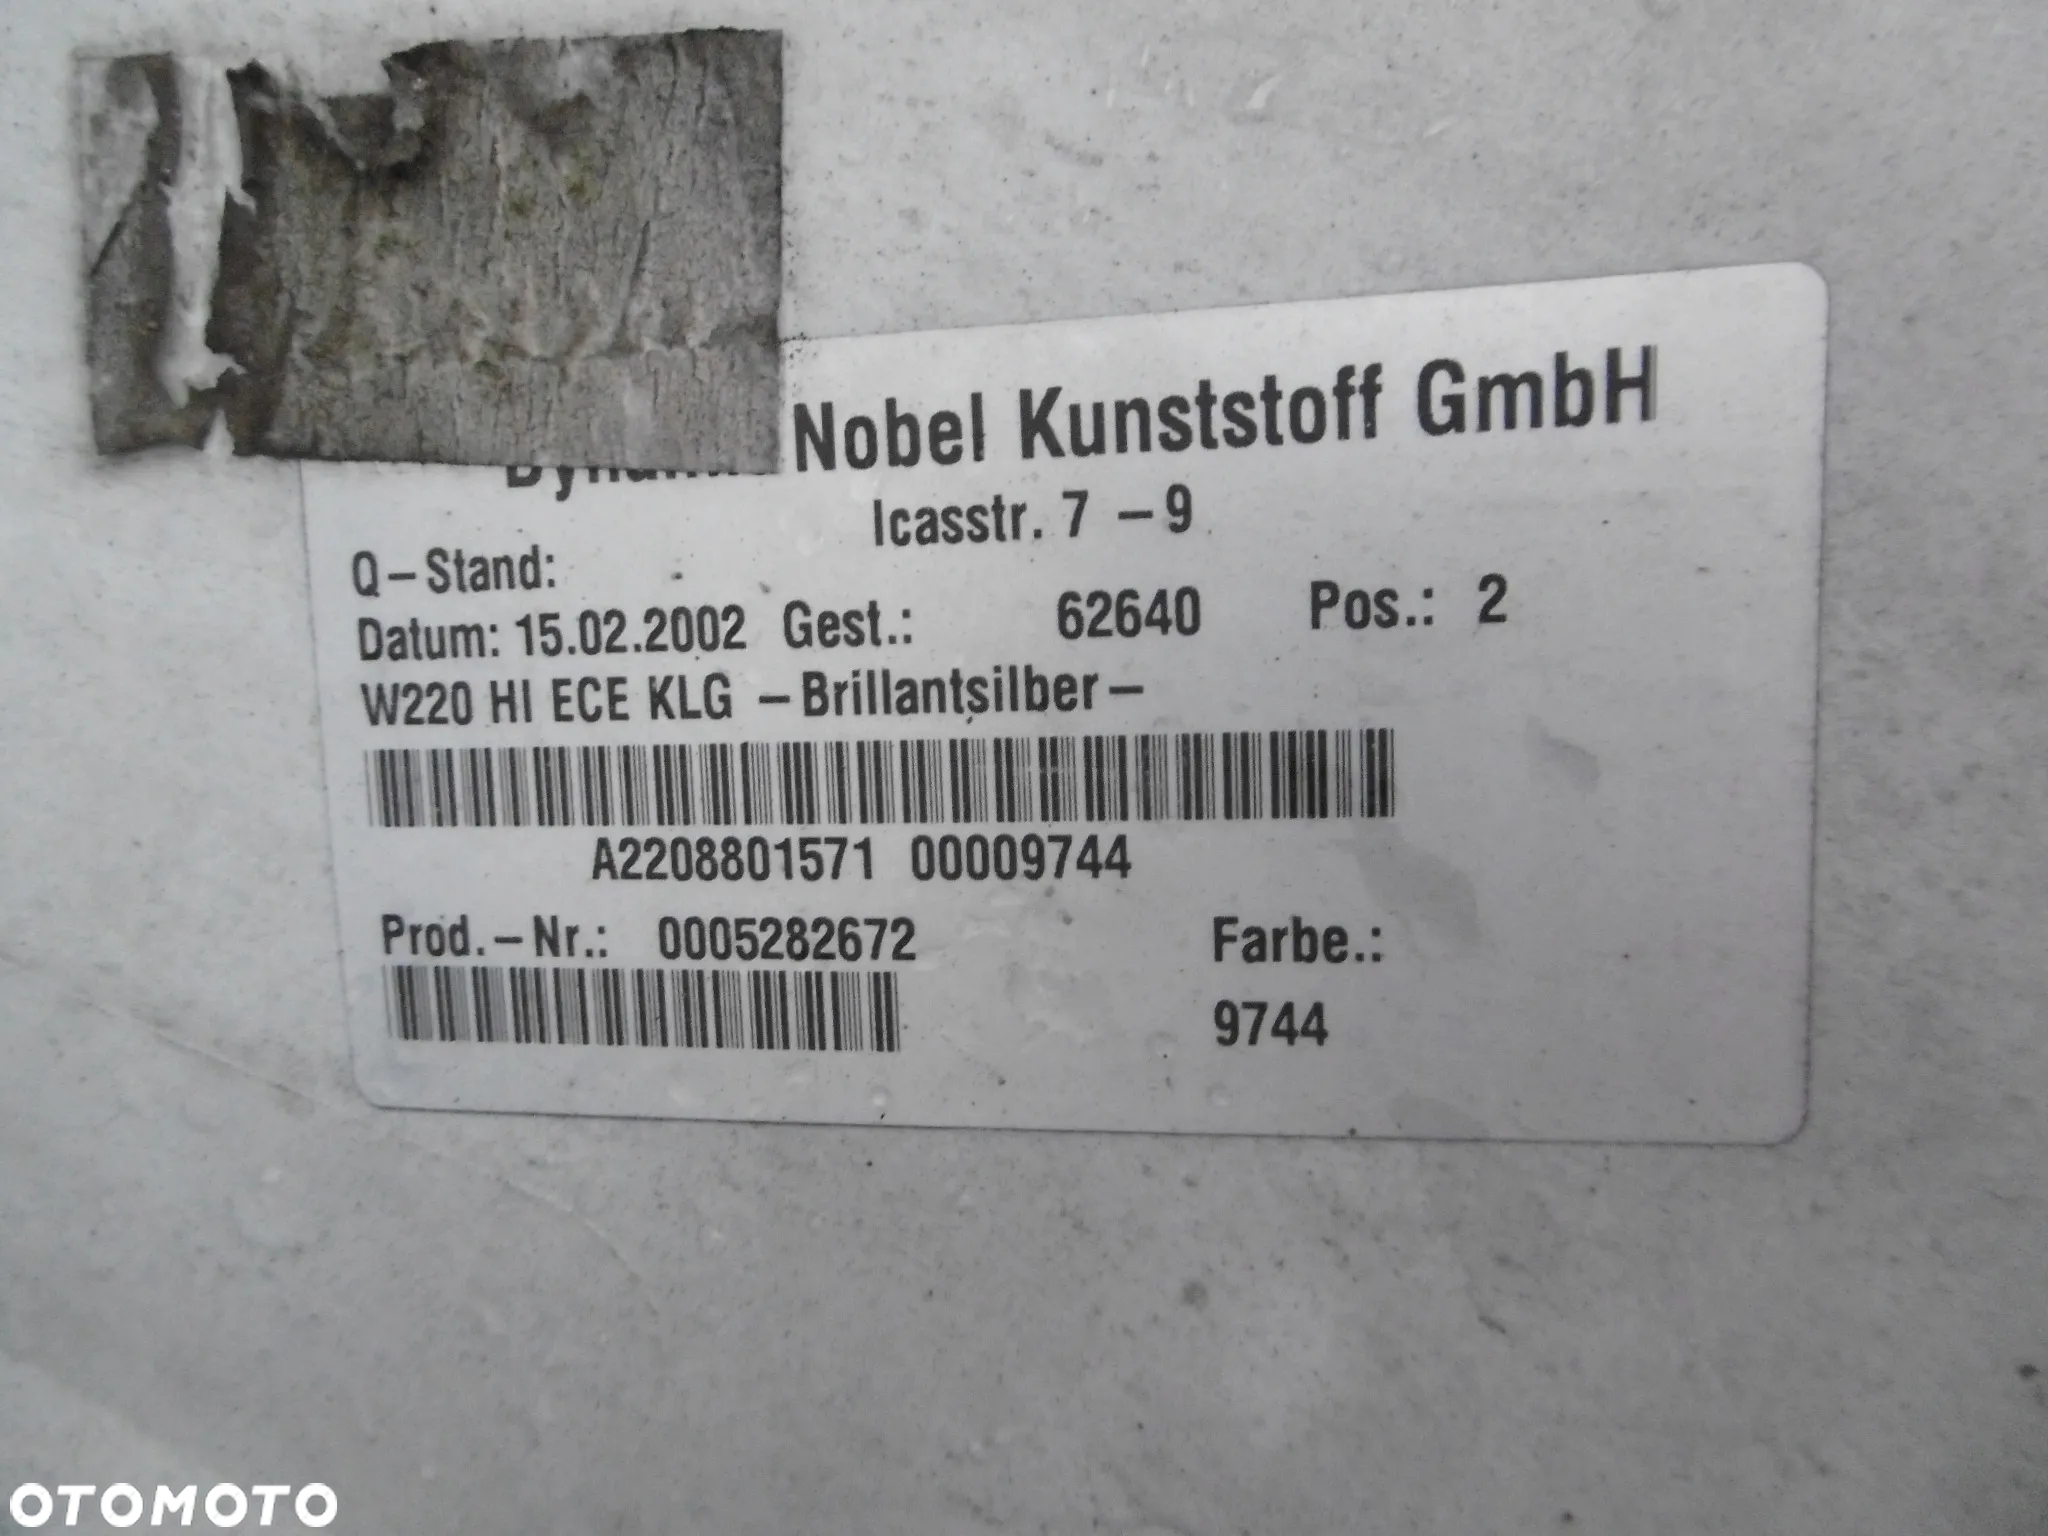 Nobel Kunststoff GmbH
Icasstr. 7 – 9
Q – Stand:
Datum: 15.02.2002 Gest.: 62640 Pos.: 2
W220 HI ECE KLG – Brillantsilber –
A2208801571 00009744
Prod. – Nr.: 0005282672 Farbe.:
9744
OTOMOTO